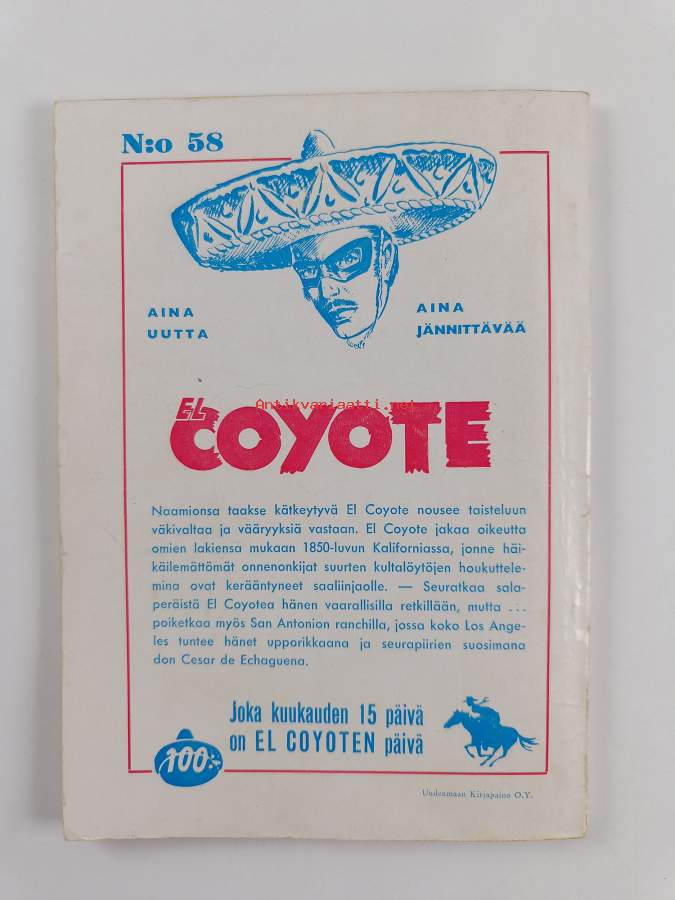 N:o 58
AINA
UUTTA
AINA
JÄNNITTÄVÄÄ
Antikvariaatti.net
EL
COYOTE
Naamionsa taakse kätkeytyvä El Coyote nousee taisteluun
väkivaltaa ja vääryyksiä vastaan. El Coyote jakaa oikeutta
omien lakiensa mukaan 1850-luvun Kaliforniassa, jonne häi-
käilemättömät onnenonkijat suurten kultalöytöjen houkuttele-
mina ovat kerääntyneet saaliinjaolle. — Seuratkaa sala-
peräistä El Coyotea hänen vaarallisilla retkillään, mutta ...
poiketkaa myös San Antonion ranchilla, jossa koko Los Ange-
les tuntee hänet upporikkaana ja seurapiirien suosimana
don Cesar de Echaguena.
Joka kuukauden 15 päivä
on EL COYOTEN päivä
100:-
Uudenmaan Kirjapaino O.Y.